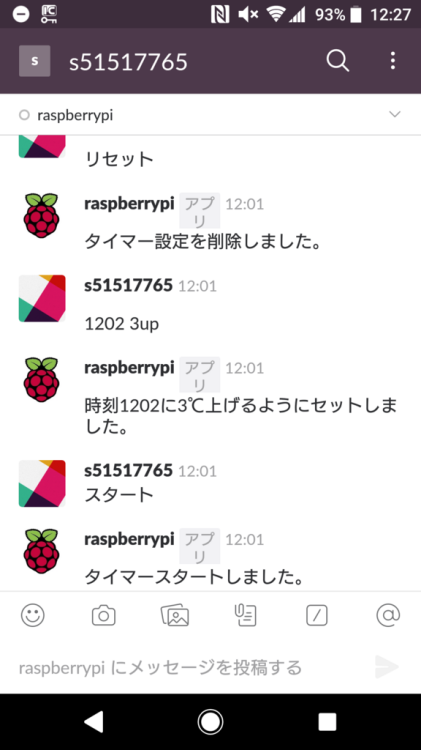 93% 12:27
s s51517765
raspberrypi
リセット
raspberrypi アプリ 12:01
タイマー設定を削除しました。
s51517765 12:01
1202 3up
raspberrypi アプリ 12:01
時刻1202に3℃上げるようにセットしま
した。
s51517765 12:01
スタート
raspberrypi アプリ 12:01
タイマースタートしました。
raspberrypi にメッセージを投稿する